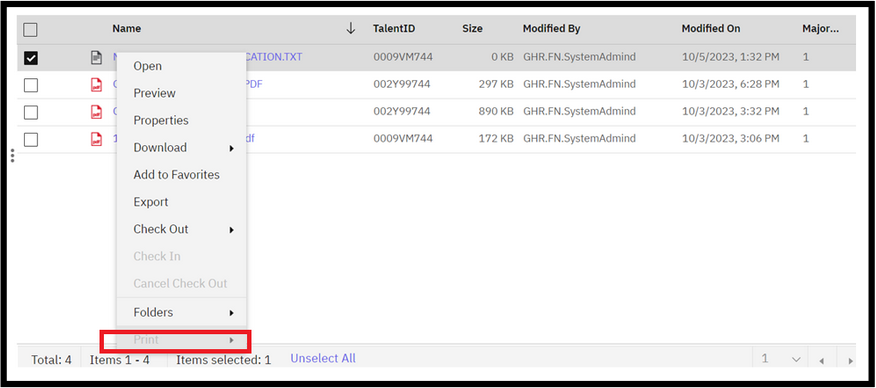 Name TalentID Size Modified By Modified On Major...
CATION.TXT 0009VM744 0 KB GHR.FN.SystemAdmind 10/5/2023, 1:32 PM 1
PDF 002Y99744 297 KB GHR.FN.SystemAdmind 10/3/2023, 6:28 PM 1
002Y99744 890 KB GHR.FN.SystemAdmind 10/3/2023, 3:32 PM 1
1 df 0009VM744 172 KB GHR.FN.SystemAdmind 10/3/2023, 3:06 PM 1
Open
Preview
Properties
Download
Add to Favorites
Export
Check Out
Check In
Cancel Check Out
Folders
Print
Total: 4 Items 1 - 4 Items selected: 1 Unselect All 1